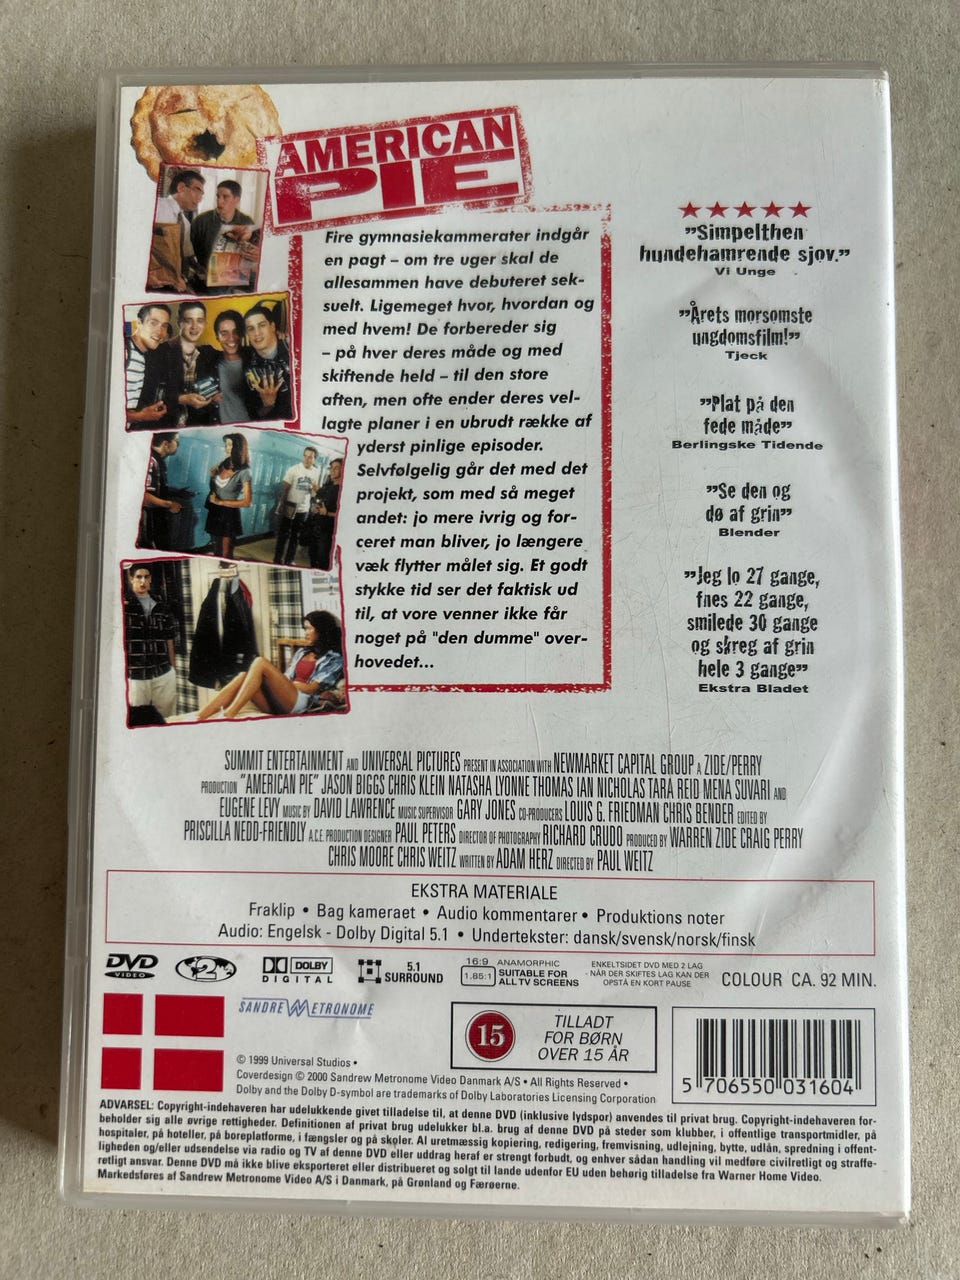 AMERICAN
PIE
Fire gymnasiekammerater indgår
en pagt – om tre uger skal de
allesammen have debuteret sek-
suelt. Ligemeget hvor, hvordan og
med hvem! De forbereder sig
– på hver deres måde og med
skiftende held – til den store
aften, men ofte ender deres vel-
lagte planer i en ubrudt række af
yderst pinlige episoder.
Selvfølgelig går det med det
projekt, som med så meget
andet: jo mere ivrig og for-
ceret man bliver, jo længere
væk flytter målet sig. Et godt
stykke tid ser det faktisk ud
til, at vore venner ikke får
noget på "den dumme" over-
hovedet...
"Simpelthen
hundehamrende sjov."
Vi Unge
"Årets morsomste
ungdomsfilm!"
Tjeck
"Plat på den
fede måde"
Berlingske Tidende
"Se den og
dø af grin"
Blender
"Jeg lo 27 gange,
fnes 22 gange,
smilede 30 gange
og skreg af grin
hele 3 gange"
Ekstra Bladet
SUMMIT ENTERTAINMENT AND UNIVERSAL PICTURES PRESENT IN ASSOCIATION WITH NEWMARKET CAPITAL GROUP A ZIDE/PERRY
PRODUCTION "AMERICAN PIE" JASON BIGGS CHRIS KLEIN NATASHA LYONNE THOMAS IAN NICHOLAS TARA REID MENA SUVARI AND
EUGENE LEVY MUSIC BY DAVID LAWRENCE MUSIC SUPERVISOR GARY JONES CO-PRODUCERS LOUIS G. FRIEDMAN CHRIS BENDER EDITED BY
PRISCILLA NEDD-FRIENDLY A.C.E. PRODUCTION DESIGNER PAUL PETERS DIRECTOR OF PHOTOGRAPHY RICHARD CRUDO PRODUCED BY WARREN ZIDE CRAIG PERRY
CHRIS MOORE CHRIS WEITZ WRITTEN BY ADAM HERZ DIRECTED BY PAUL WEITZ
EKSTRA MATERIALE
Fraklip • Bag kameraet • Audio kommentarer • Produktions noter
Audio: Engelsk - Dolby Digital 5.1 • Undertekster: dansk/svensk/norsk/finsk
DVD
VIDEO
2
DOLBY
DIGITAL
5.1
SURROUND
16:9
1.85:1
ANAMORPHIC
SUITABLE FOR
ALL TV SCREENS
ENKELTSIDET DVD MED 2 LAG
- NÅR DER SKIFTES LAG KAN DER
OPSTÅ EN KORT PAUSE
COLOUR CA. 92 MIN.
SANDREW METRONOME
15
TILLADT
FOR BØRN
OVER 15 ÅR
5 706550 031604
© 1999 Universal Studios •
Coverdesign © 2000 Sandrew Metronome Video Danmark A/S • All Rights Reserved •
Dolby and the Dolby D-symbol are trademarks of Dolby Laboratories Licensing Corporation
ADVARSEL: Copyright-indehaveren har udelukkende givet tilladelse til, at denne DVD (inklusive lydspor) anvendes til privat brug. Copyright-indehaveren for-
beholder sig alle øvrige rettigheder. Definitionen af privat brug udelukker bl.a. brug af denne DVD på steder som klubber, i offentlige transportmidler, på
hospitaler, på hoteller, på boreplatforme, i fængsler og på skoler. Al uretmæssig kopiering, redigering, fremvisning, udlejning, bytte, udlån, spredning i offent-
ligheden og/eller udsendelse via radio og TV af denne DVD eller uddrag heraf er strengt forbudt, og enhver sådan handling vil medføre civilretligt og straffe-
retligt ansvar. Denne DVD må ikke blive eksporteret eller distribueret og solgt til lande udenfor EU uden behørig tilladelse fra Warner Home Video.
Markedsføres af Sandrew Metronome Video A/S i Danmark, på Grønland og Færøerne.